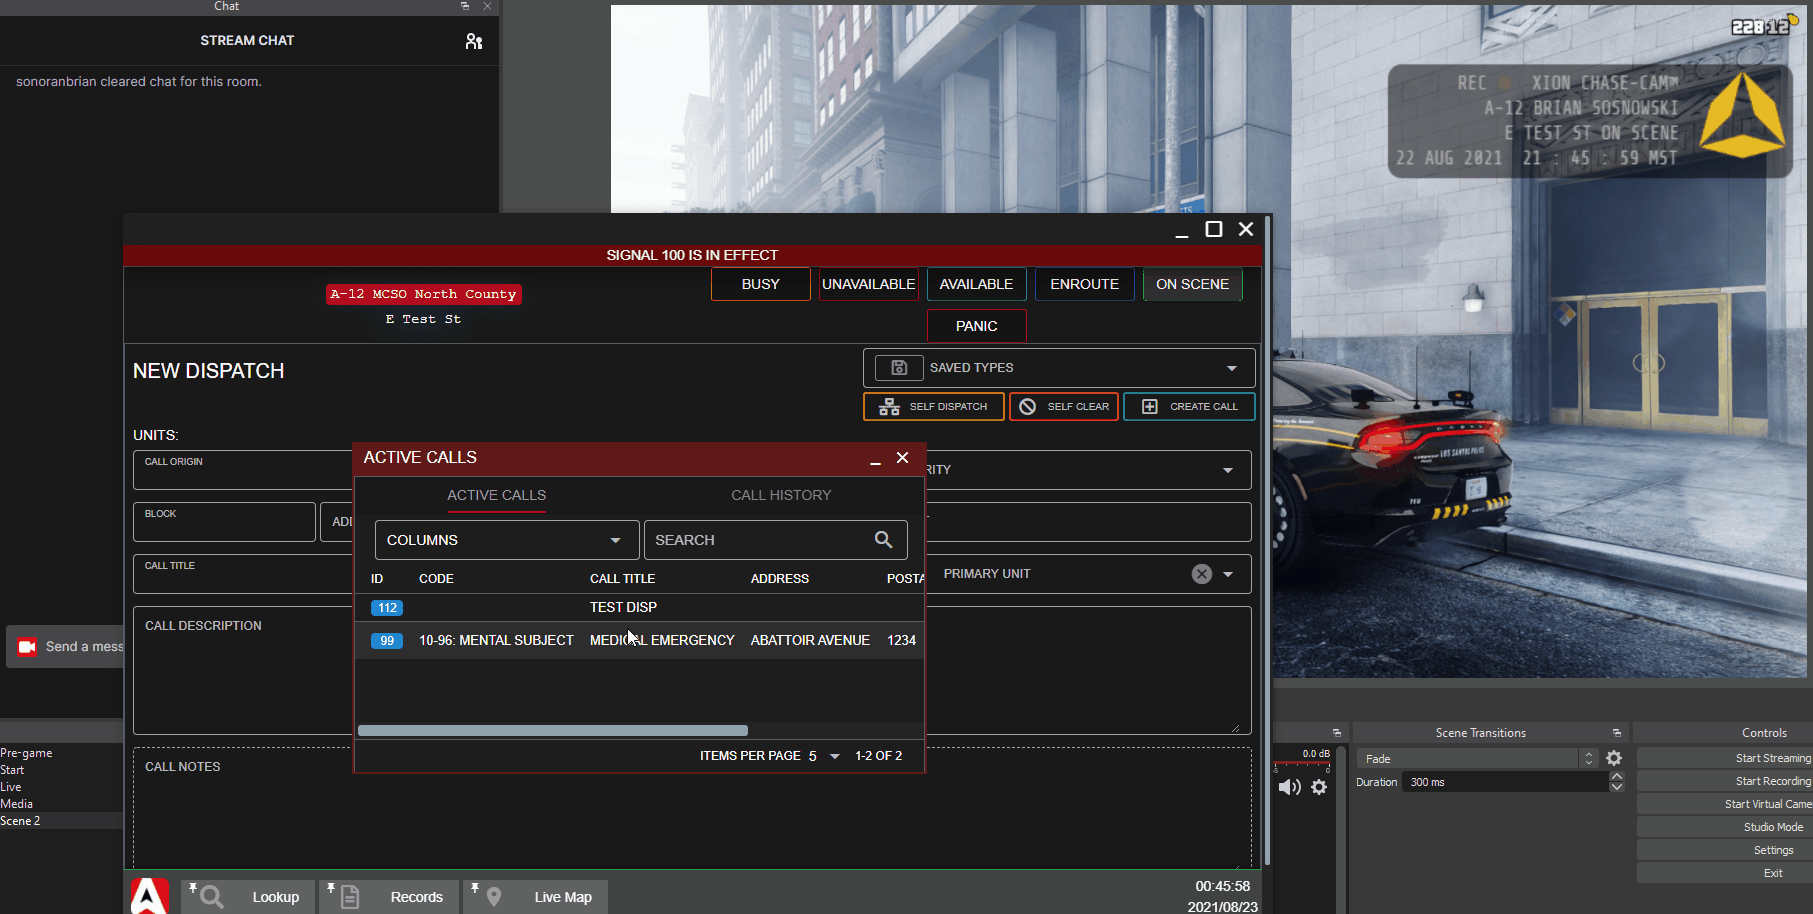 Chat
STREAM CHAT
sonoranbrian cleared chat for this room.
228
12
REC XION CHASE-CAM™
A-12 BRIAN SOSNOWSKI
E TEST ST ON SCENE
22 AUG 2021 21 : 45 : 59 MST
SIGNAL 100 IS IN EFFECT
A-12 MCSO North County
E Test St
BUSY
UNAVAILABLE
AVAILABLE
ENROUTE
ON SCENE
PANIC
NEW DISPATCH
SAVED TYPES
SELF DISPATCH
SELF CLEAR
CREATE CALL
UNITS:
CALL ORIGIN
RITY
BLOCK
ADD
CALL TITLE
PRIMARY UNIT
CALL DESCRIPTION
CALL NOTES
ACTIVE CALLS
ACTIVE CALLS
CALL HISTORY
COLUMNS
SEARCH
ID CODE CALL TITLE ADDRESS POSTA
112 TEST DISP
99 10-96: MENTAL SUBJECT MEDICAL EMERGENCY ABATTOIR AVENUE 1234
ITEMS PER PAGE 5 1-2 OF 2
LOS SANTOS POLICE
DODGE
Send a mess
Pre-game
Start
Live
Media
Scene 2
Lookup
Records
Live Map
00:45:58
2021/08/23
0.0 dB
Scene Transitions
Fade
Duration 300 ms
Controls
Start Streaming
Start Recording
Start Virtual Came
Studio Mode
Settings
Exit